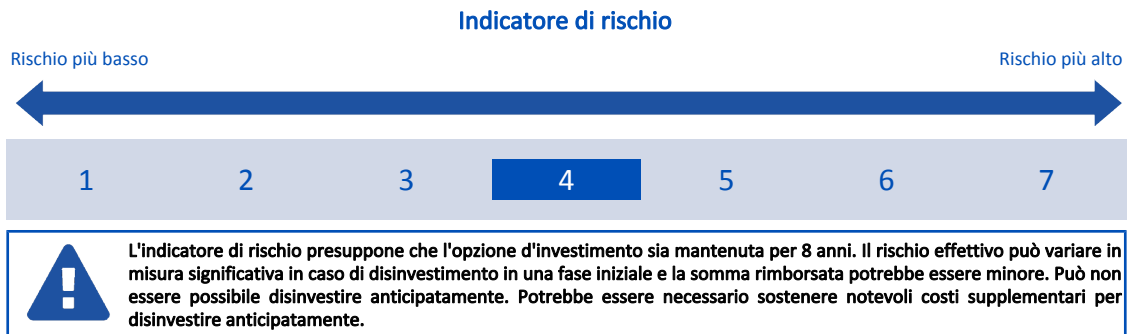 Indicatore di rischio
Rischio più basso Rischio più alto
1 2 3 4 5 6 7
L'indicatore di rischio presuppone che l'opzione d'investimento sia mantenuta per 8 anni. Il rischio effettivo può variare in
misura significativa in caso di disinvestimento in una fase iniziale e la somma rimborsata potrebbe essere minore. Può non
essere possibile disinvestire anticipatamente. Potrebbe essere necessario sostenere notevoli costi supplementari per
disinvestire anticipatamente.